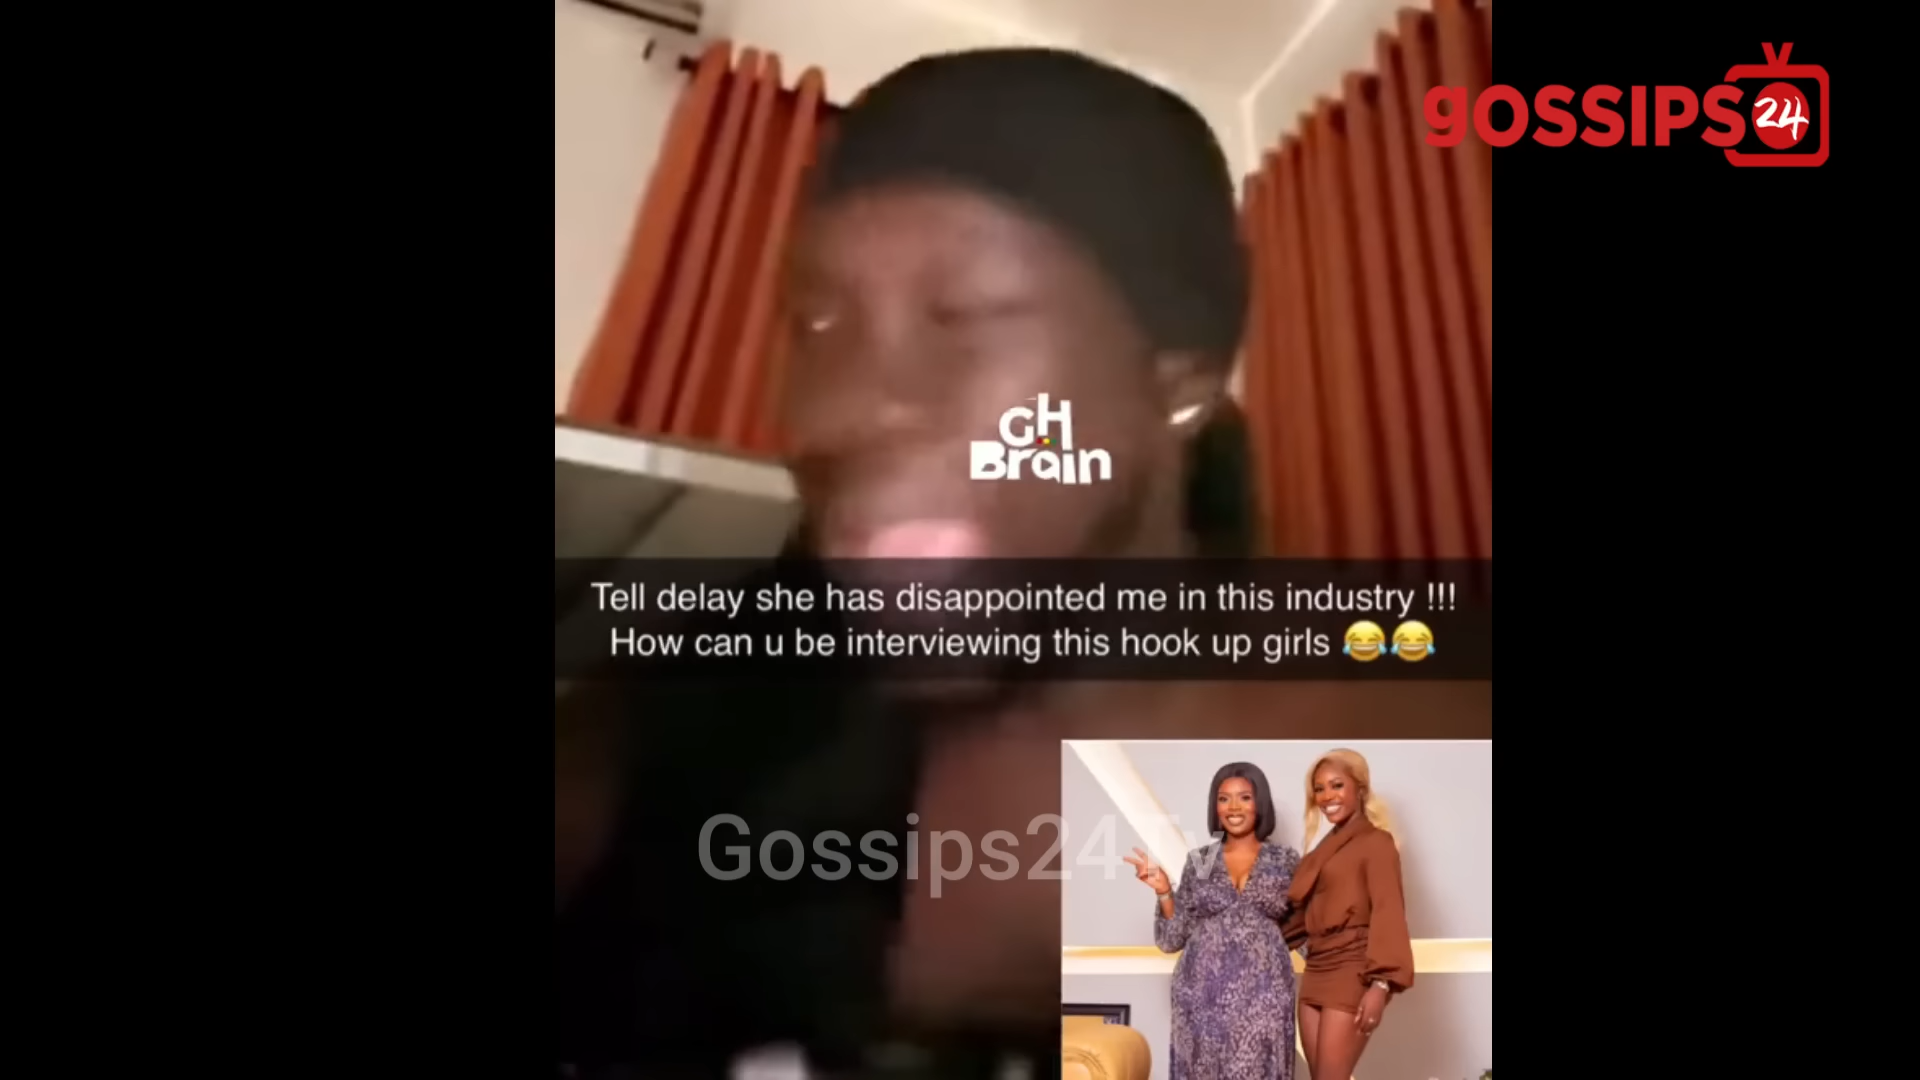 gOSSIPS24
GH
Brain
Tell delay she has disappointed me in this industry !!!
How can u be interviewing this hook up girls 😂😂
Gossips24Tv